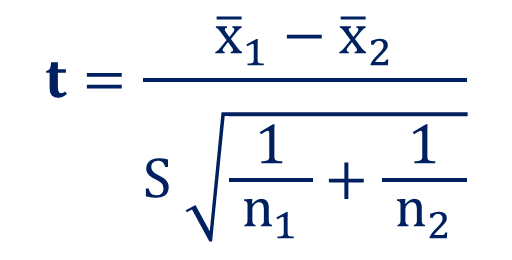 t = (x̄₁ − x̄₂) / (S √(1/n₁ + 1/n₂))